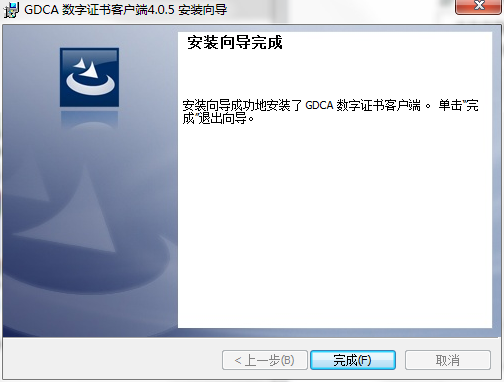 GDCA 数字证书客户端4.0.5 安装向导
安装向导完成
安装向导成功地安装了 GDCA 数字证书客户端 。 单击"完
成"退出向导。
< 上一步(B)
完成(F)
取消